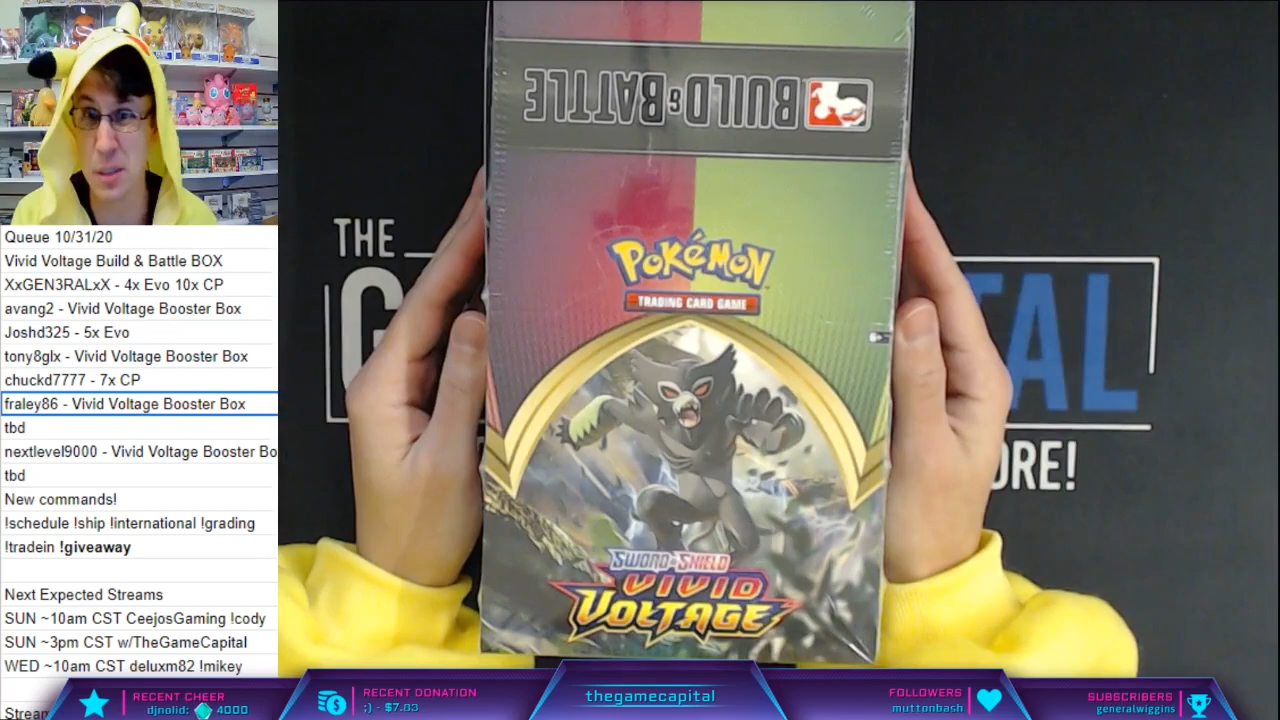 Queue 10/31/20
Vivid Voltage Build & Battle BOX
XxGEN3RALxX - 4x Evo 10x CP
avang2 - Vivid Voltage Booster Box
Joshd325 - 5x Evo
tony8glx - Vivid Voltage Booster Box
chuckd7777 - 7x CP
fraley86 - Vivid Voltage Booster Box
tbd
nextlevel9000 - Vivid Voltage Booster Bo
tbd
New commands!
!schedule !ship !international !grading
!tradein !giveaway
Next Expected Streams
SUN ~10am CST CeejosGaming !cody
SUN ~3pm CST w/TheGameCapital
WED ~10am CST deluxm82 !mikey
Strea
BUILD & BATTLE
POKéMON
TRADING CARD GAME
SWORD & SHIELD
VIVID
VOLTAGE
THE
G TAL
ORE!
RECENT CHEER
djnolid: 4000
RECENT DONATION
;) - $7.83
thegamecapital
FOLLOWERS
muttonbash
SUBSCRIBERS
generalwiggins